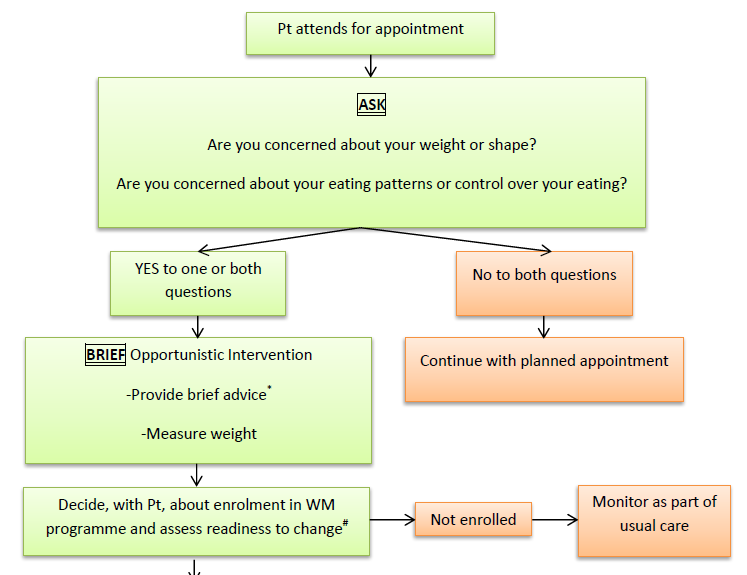 Pt attends for appointment
ASK
Are you concerned about your weight or shape?
Are you concerned about your eating patterns or control over your eating?
YES to one or both
questions
No to both questions
BRIEF Opportunistic Intervention
-Provide brief advice*
-Measure weight
Continue with planned appointment
Decide, with Pt, about enrolment in WM
programme and assess readiness to change#
Not enrolled
Monitor as part of
usual care